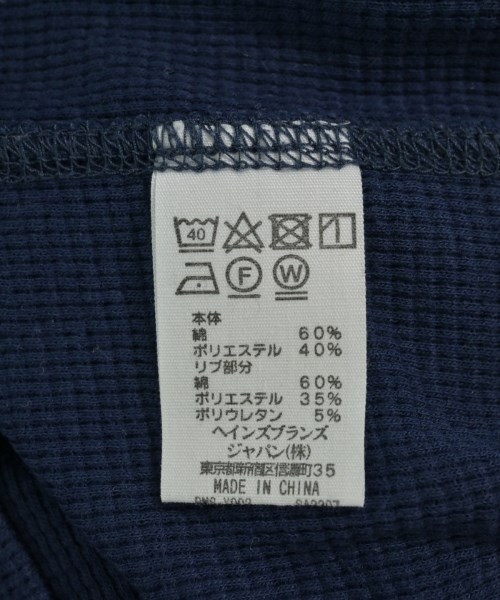 40
F W
本体
綿 60%
ポリエステル 40%
リブ部分
綿 60%
ポリエステル 35%
ポリウレタン 5%
ヘインズブランズ
ジャパン(株)
東京都新宿区信濃町35
MADE IN CHINA